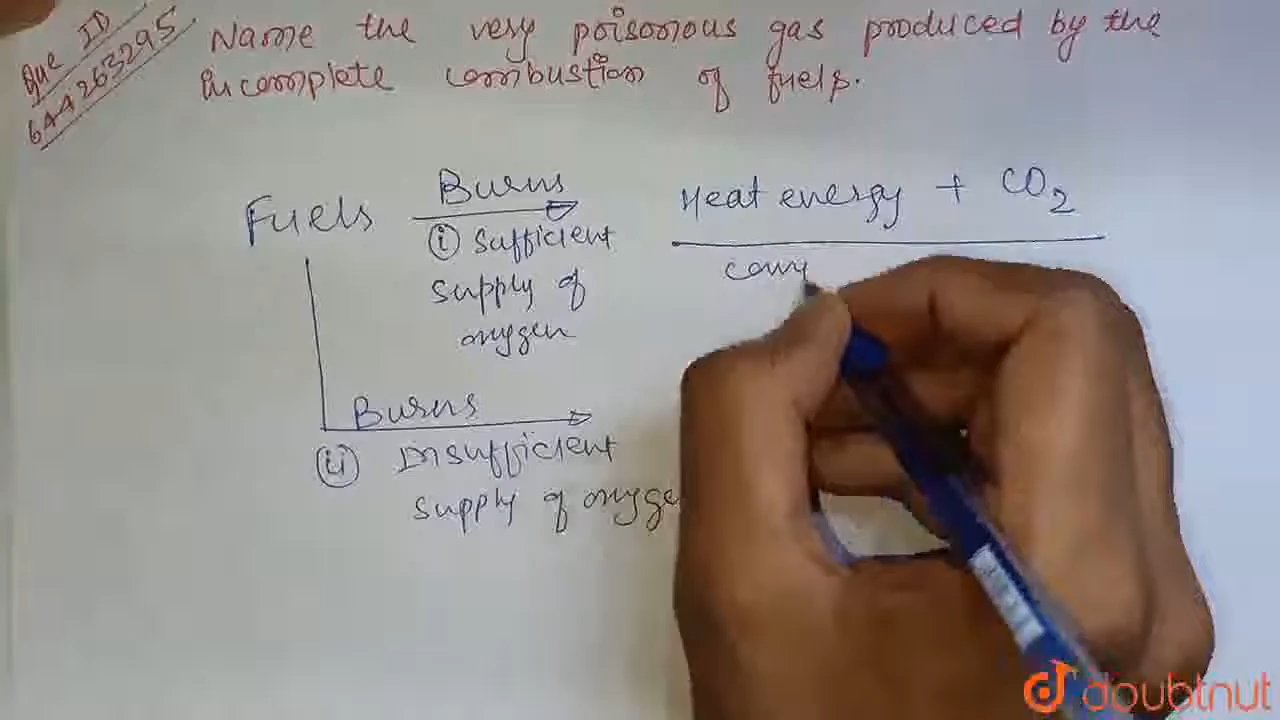 Que ID
644263295
Name the very poisonous gas produced by the
incomplete combustion of fuels.
Fuels Burns Heat energy + CO2
(i) Sufficient
supply of
oxygen
Burns
(ii) Insufficient
supply of oxyge
doubtnut